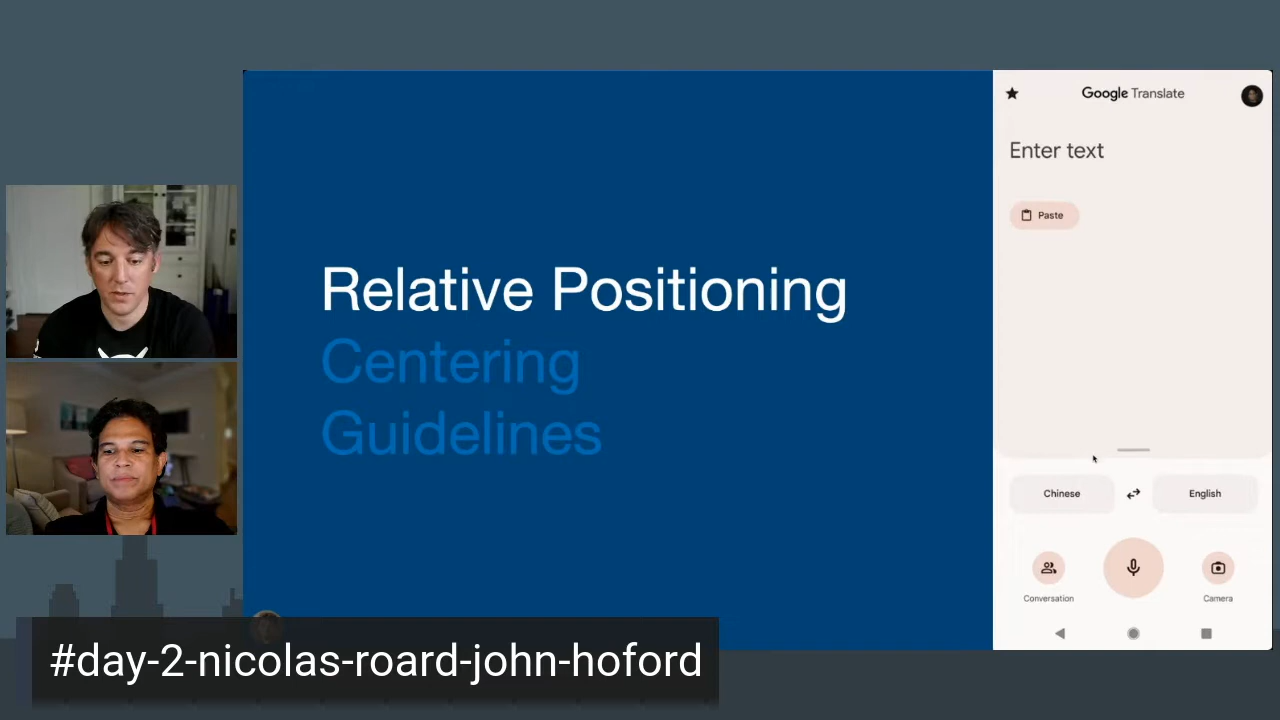 Relative Positioning
Centering
Guidelines
Google Translate
Enter text
Paste
Chinese
English
Conversation
Camera
#day-2-nicolas-roard-john-hoford